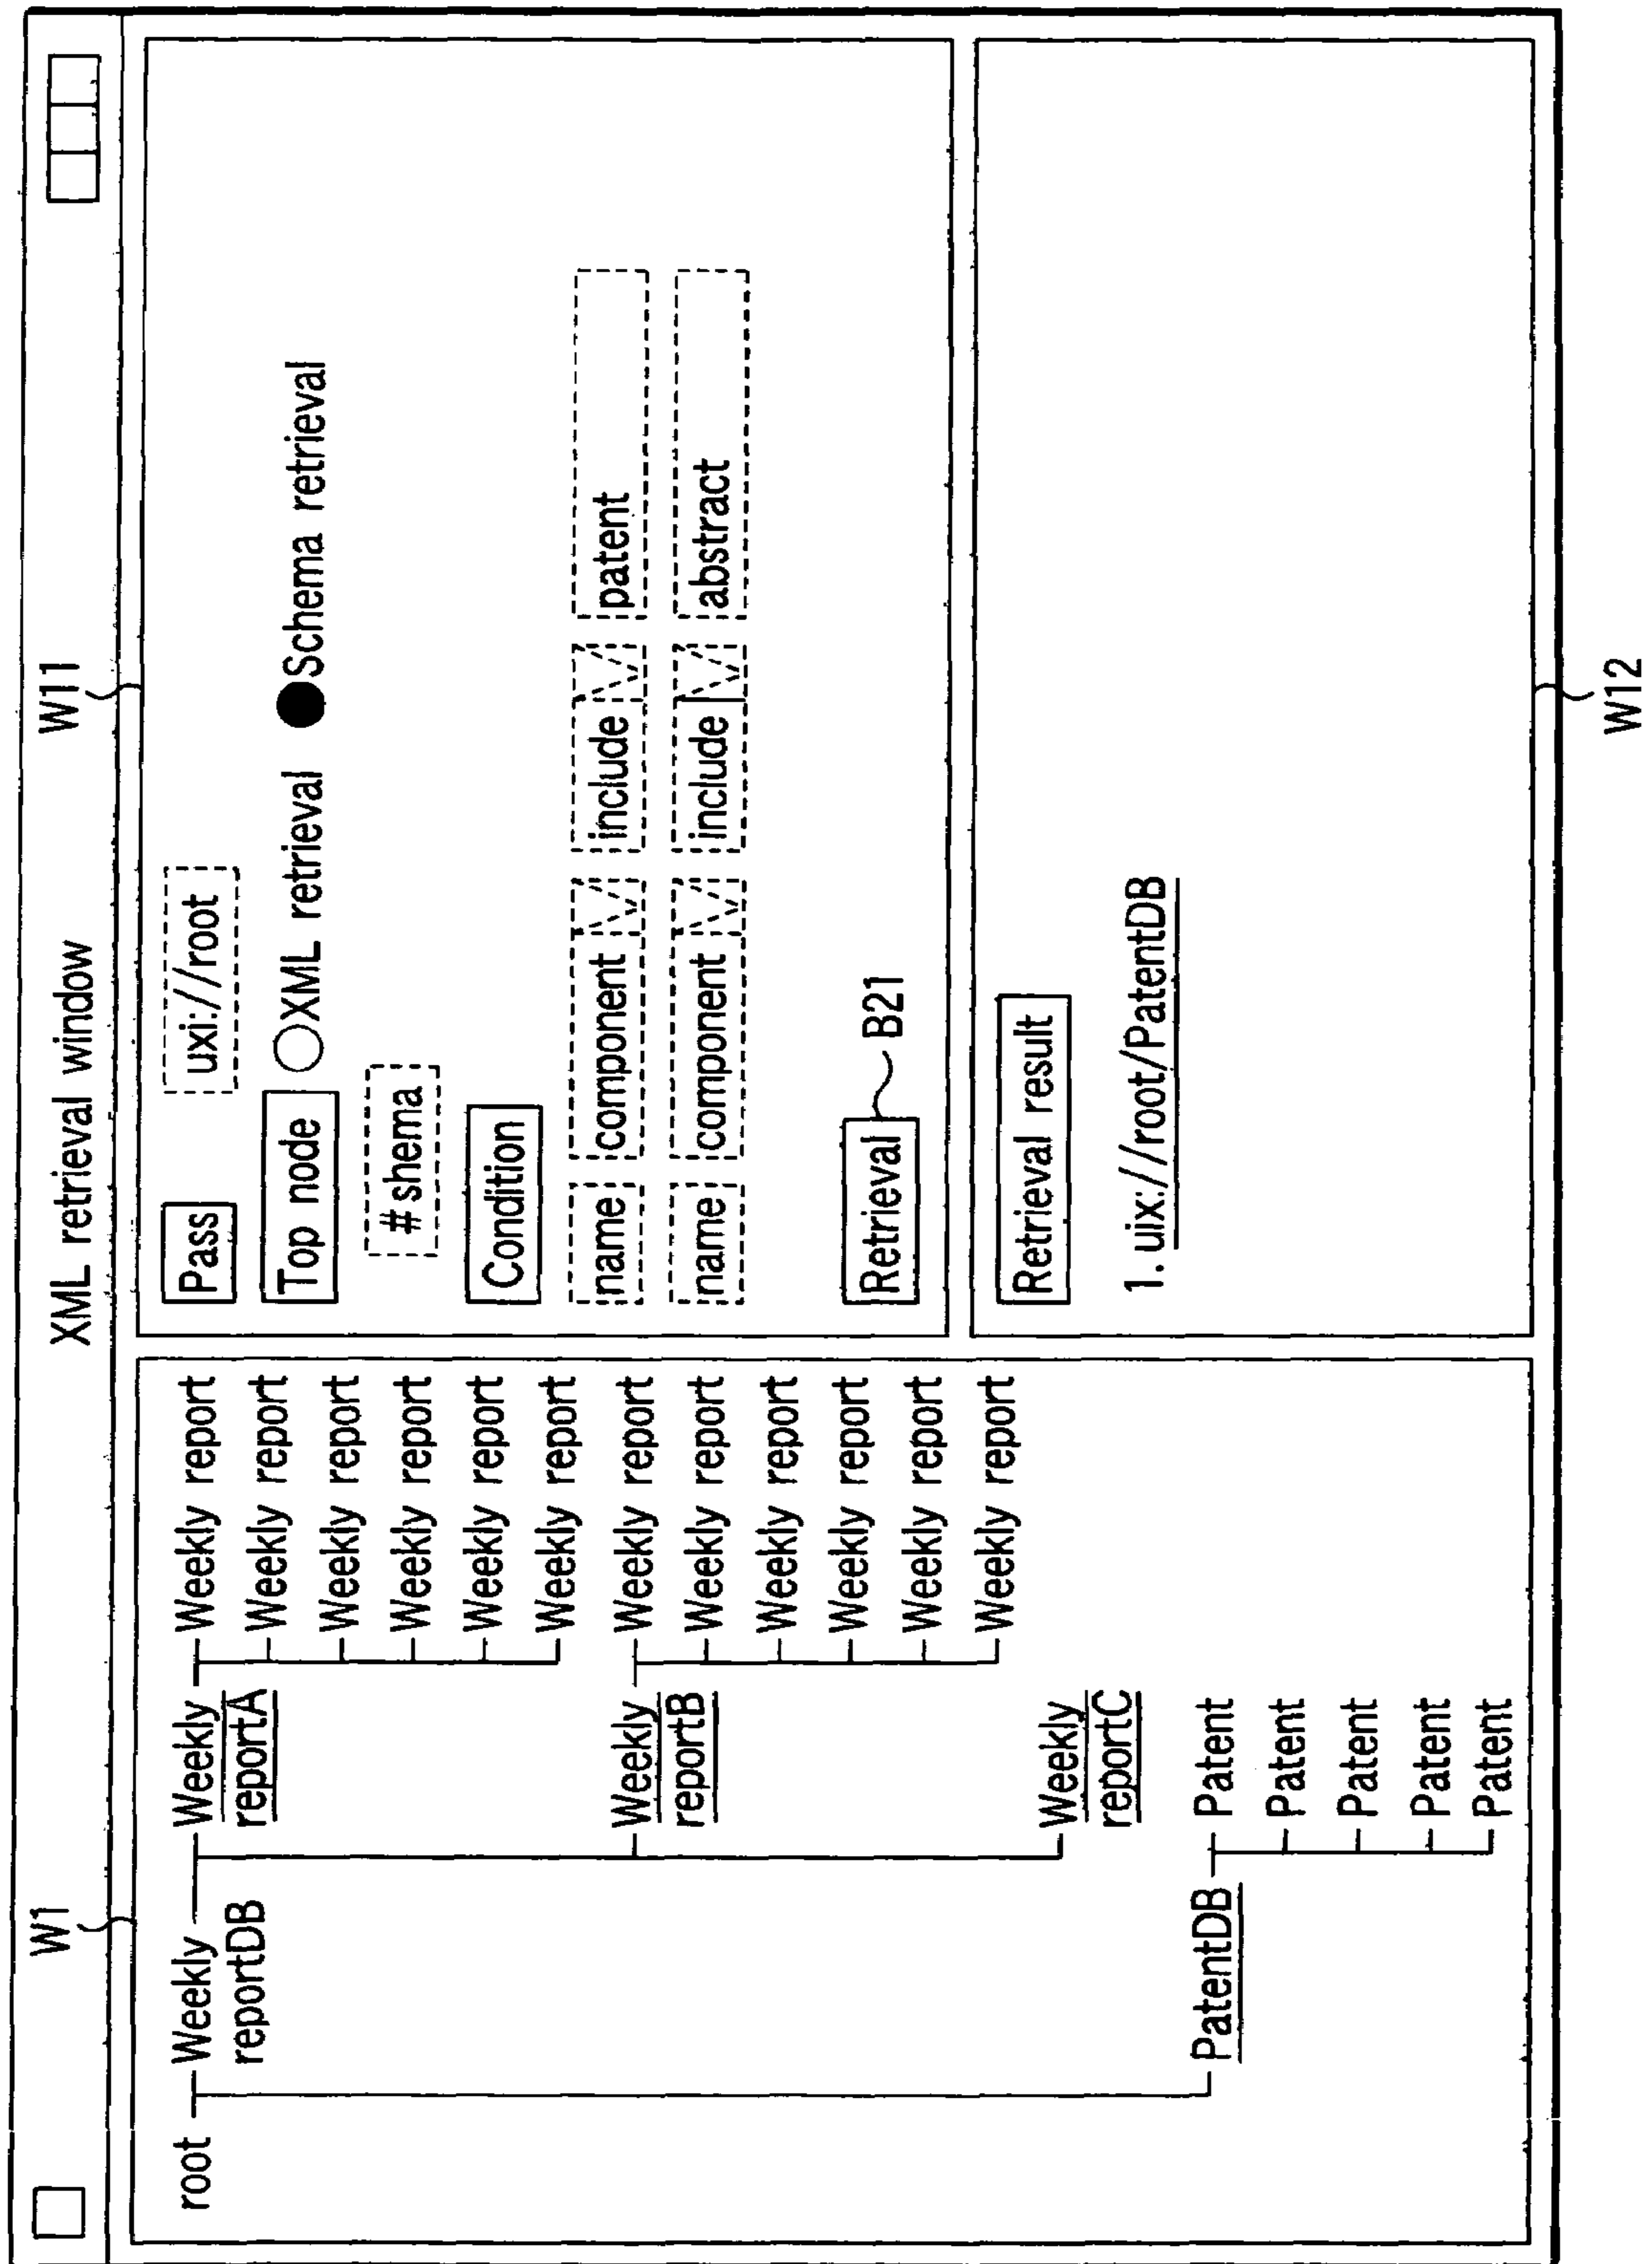 XML retrieval window
W1
W11
root
Weekly
reportDB
Weekly
reportA
Weekly report
Weekly report
Weekly report
Weekly report
Weekly report
Weekly report
Weekly
reportB
Weekly report
Weekly report
Weekly report
Weekly report
Weekly report
Weekly report
Weekly
reportC
PatentDB
Patent
Patent
Patent
Patent
Patent
Pass uxi://root
Top node XML retrieval Schema retrieval
#shema
Condition
name component include patent
name component include abstract
Retrieval B21
Retrieval result
1. uix://root/PatentDB
W12